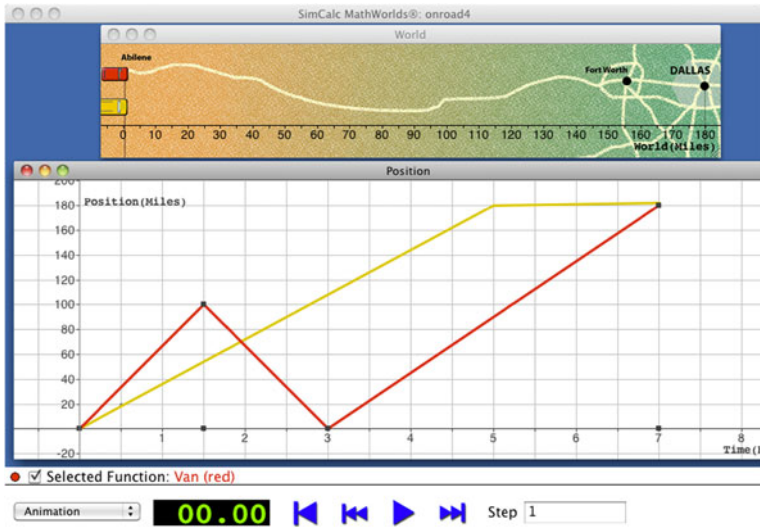 SimCalc MathWorlds®: onroad4
World
Abilene
Fort Worth
DALLAS
0 10 20 30 40 50 60 70 80 90 100 110 120 130 140 150 160 170 180
World(Miles)
Position
200
Position(Miles)
180
160
140
120
100
80
60
40
20
1 2 3 4 5 6 7 8
Time(
-20
Selected Function: Van (red)
Animation
00.00
Step 1